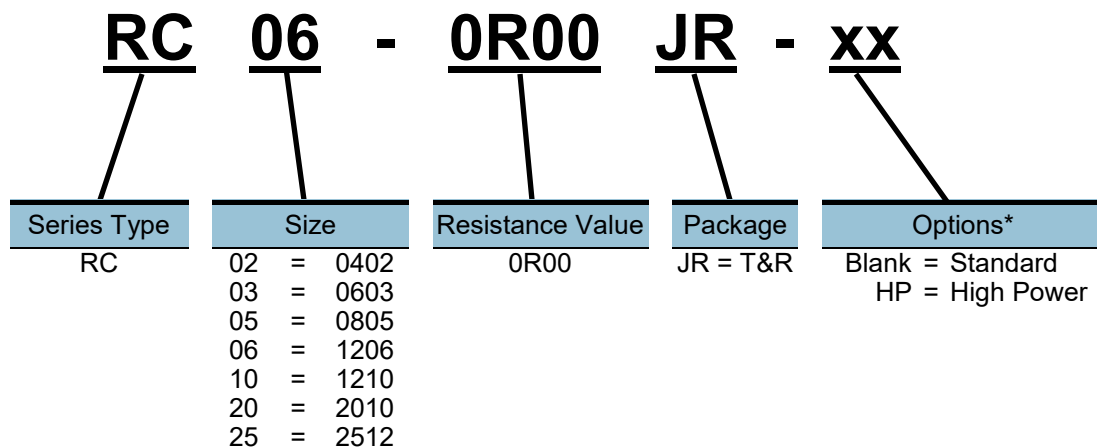 RC 06 - 0R00 JR - xx
Series Type Size Resistance Value Package Options*
RC 02 = 0402 0R00 JR = T&R Blank = Standard
03 = 0603 HP = High Power
05 = 0805
06 = 1206
10 = 1210
20 = 2010
25 = 2512